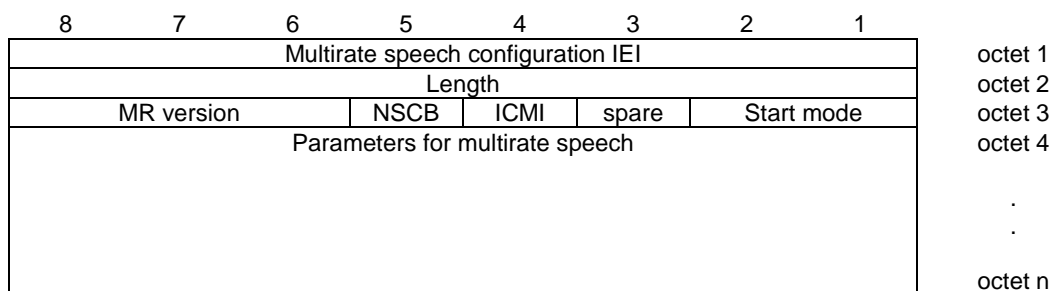 8 7 6 5 4 3 2 1
Multirate speech configuration IEI octet 1
Length octet 2
MR version NSCB ICMI spare Start mode octet 3
Parameters for multirate speech octet 4
.
.
octet n